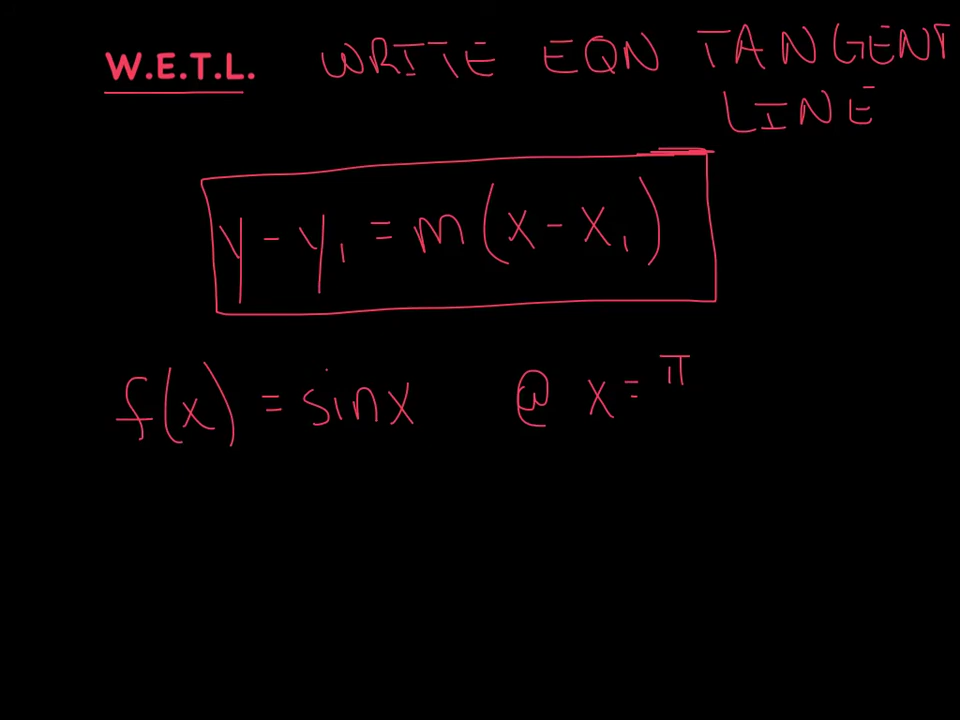 W.E.T.L. WRITE EQN TANGENT
LINE
y - y₁ = m(x - x₁)
f(x) = sinx @ x = π